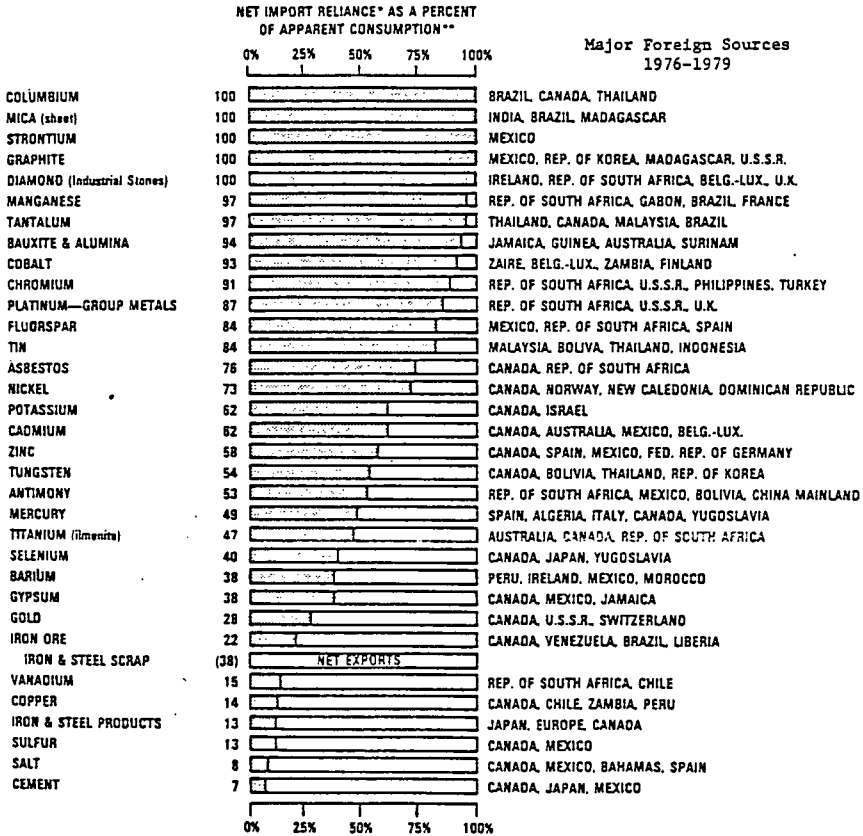 NET IMPORT RELIANCE* AS A PERCENT
OF APPARENT CONSUMPTION**
0% 25% 50% 75% 100%
Major Foreign Sources
1976-1979
COLUMBIUM 100 BRAZIL, CANADA, THAILAND
MICA (sheet) 100 INDIA, BRAZIL, MADAGASCAR
STRONTIUM 100 MEXICO
GRAPHITE 100 MEXICO, REP. OF KOREA, MADAGASCAR, U.S.S.R.
DIAMOND (Industrial Stones) 100 IRELAND, REP. OF SOUTH AFRICA, BELG.-LUX., U.K.
MANGANESE 97 REP. OF SOUTH AFRICA, GABON, BRAZIL, FRANCE
TANTALUM 97 THAILAND, CANADA, MALAYSIA, BRAZIL
BAUXITE & ALUMINA 94 JAMAICA, GUINEA, AUSTRALIA, SURINAM
COBALT 93 ZAIRE, BELG.-LUX., ZAMBIA, FINLAND
CHROMIUM 91 REP. OF SOUTH AFRICA, U.S.S.R., PHILIPPINES, TURKEY
PLATINUM—GROUP METALS 87 REP. OF SOUTH AFRICA, U.S.S.R., U.K.
FLUORSPAR 84 MEXICO, REP. OF SOUTH AFRICA, SPAIN
TIN 84 MALAYSIA, BOLIVA, THAILAND, INDONESIA
ASBESTOS 76 CANADA, REP. OF SOUTH AFRICA
NICKEL 73 CANADA, NORWAY, NEW CALEDONIA, DOMINICAN REPUBLIC
POTASSIUM 62 CANADA, ISRAEL
CADMIUM 62 CANADA, AUSTRALIA, MEXICO, BELG.-LUX.
ZINC 58 CANADA, SPAIN, MEXICO, FED. REP. OF GERMANY
TUNGSTEN 54 CANADA, BOLIVIA, THAILAND, REP. OF KOREA
ANTIMONY 53 REP. OF SOUTH AFRICA, MEXICO, BOLIVIA, CHINA MAINLAND
MERCURY 49 SPAIN, ALGERIA, ITALY, CANADA, YUGOSLAVIA
TITANIUM (ilmenite) 47 AUSTRALIA, CANADA, REP. OF SOUTH AFRICA
SELENIUM 40 CANADA, JAPAN, YUGOSLAVIA
BARIUM 38 PERU, IRELAND, MEXICO, MOROCCO
GYPSUM 38 CANADA, MEXICO, JAMAICA
GOLD 28 CANADA, U.S.S.R., SWITZERLAND
IRON ORE 22 CANADA, VENEZUELA, BRAZIL, LIBERIA
IRON & STEEL SCRAP (38) NET EXPORTS
VANADIUM 15 REP. OF SOUTH AFRICA, CHILE
COPPER 14 CANADA, CHILE, ZAMBIA, PERU
IRON & STEEL PRODUCTS 13 JAPAN, EUROPE, CANADA
SULFUR 13 CANADA, MEXICO
SALT 8 CANADA, MEXICO, BAHAMAS, SPAIN
CEMENT 7 CANADA, JAPAN, MEXICO
0% 25% 50% 75% 100%